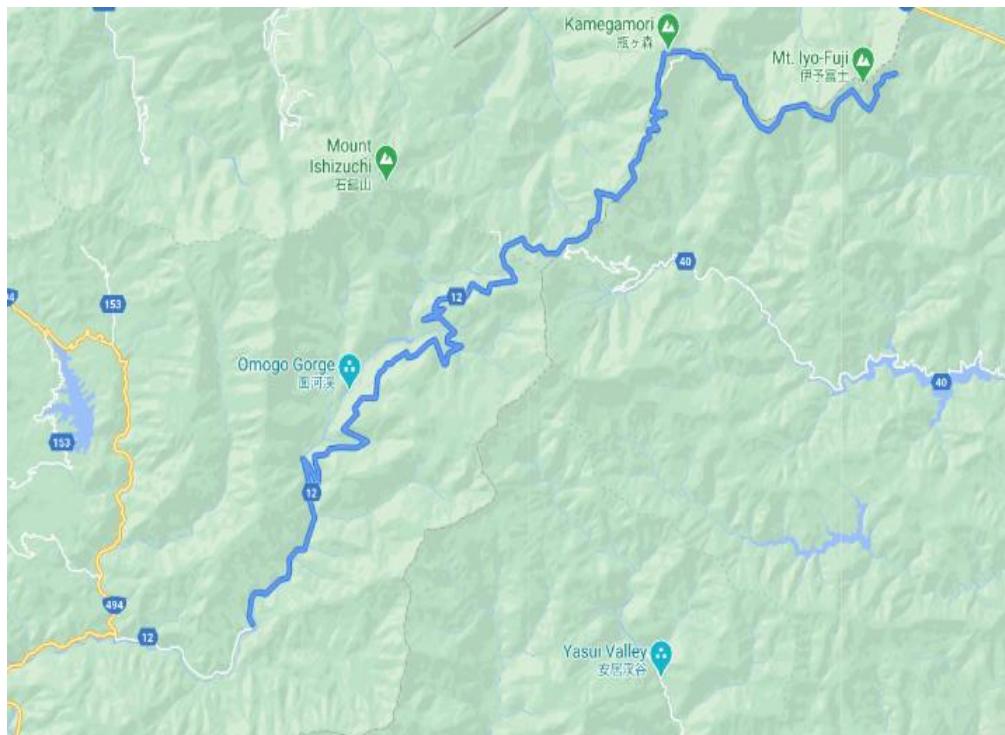 Kamegamori
瓶ヶ森
Mt. Iyo-Fuji
伊予富士
Mount
Ishizuchi
石鎚山
40
153
12
Omogo Gorge
面河渓
40
153
12
494
12
Yasui Valley
安居渓谷